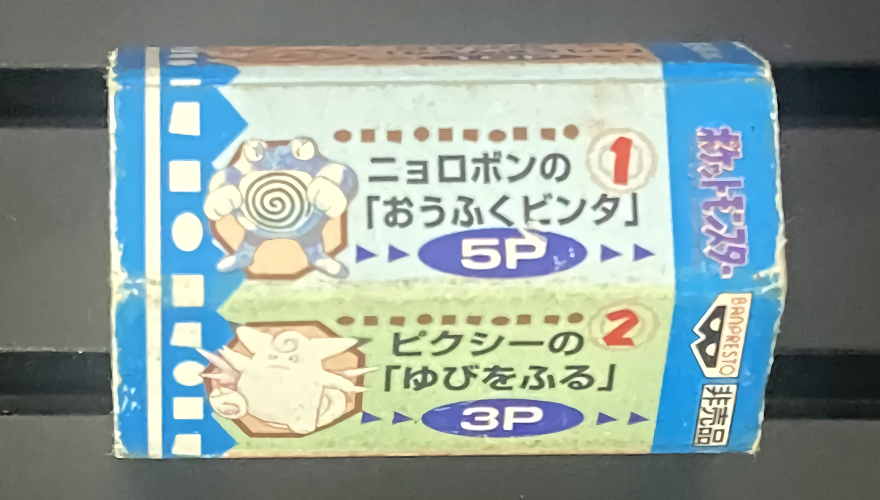 1
ニョロボンの
「おうふくビンタ」
5P
2
ピクシーの
「ゆびをふる」
3P
ポケットモンスター
BANPRESTO
非売品